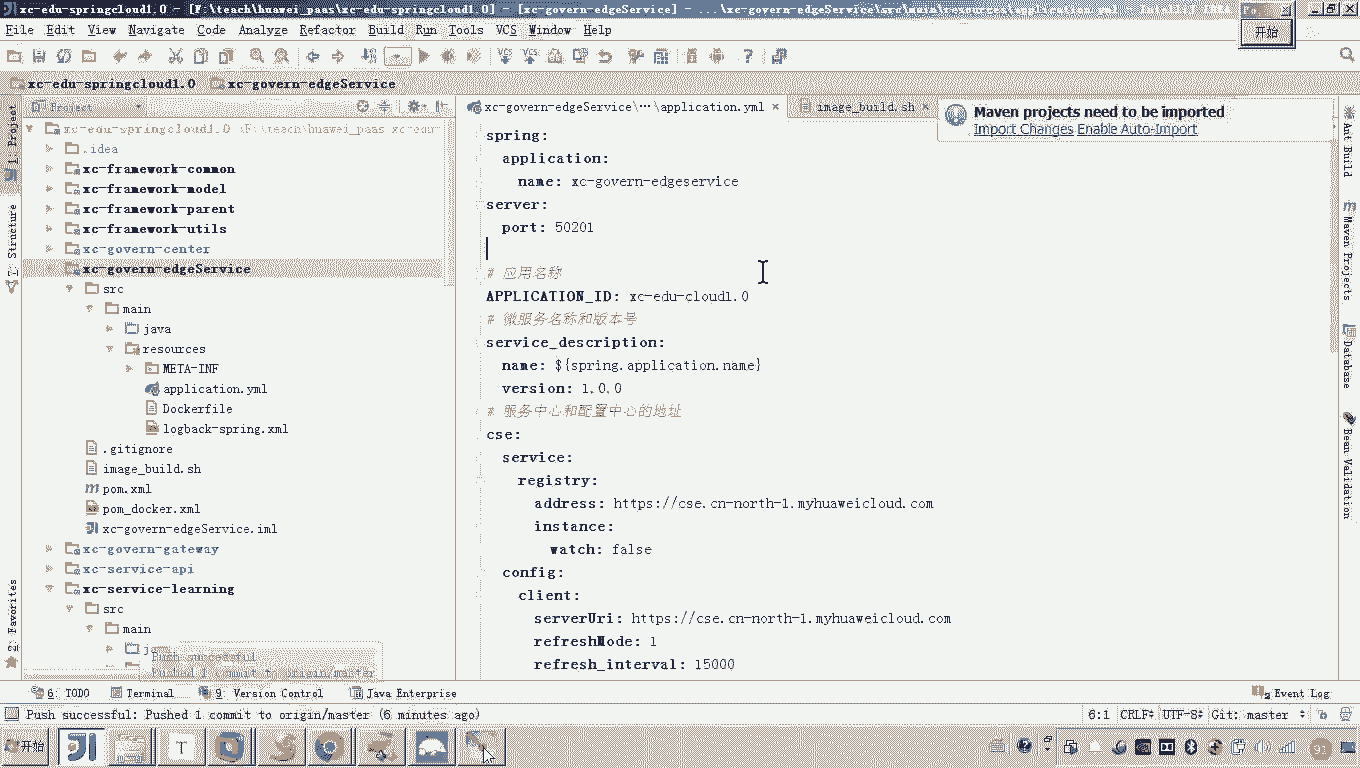 xc-edu-springcloud1.0 - [F:\teach\huawei_paas\xc-edu-springcloud1.0] - [xc-govern-edgeService] - ...\xc-govern-edgeService\src\main\resources\application.yml - IntelliJ IDEA
开始
File Edit View Navigate Code Analyze Refactor Build Run Tools VCS Window Help
xc-edu-springcloud1.0 xc-govern-edgeService
Project
xc-govern-edgeService\···\application.yml
image_build.sh
Maven projects need to be imported
Import Changes Enable Auto-Import
1: Project
7: Structure
2: Favorites
xc-edu-springcloud1.0 F:\teach\huawei_paas\xc-edu-
.idea
xc-framework-common
xc-framework-model
xc-framework-parent
xc-framework-utils
xc-govern-center
xc-govern-edgeService
src
main
java
resources
META-INF
application.yml
Dockerfile
logback-spring.xml
.gitignore
image_build.sh
pom.xml
pom_docker.xml
xc-govern-edgeService.iml
xc-govern-gateway
xc-service-api
xc-service-learning
src
main
Push successful
Pushed 1 commit to origin/master
spring:
application:
name: xc-govern-edgeservice
server:
port: 50201
# 应用名称
APPLICATION_ID: xc-edu-cloud1.0
# 微服务名称和版本号
service_description:
name: ${spring.application.name}
version: 1.0.0
# 服务中心和配置中心的地址
cse:
service:
registry:
address: https://cse.cn-north-1.myhuaweicloud.com
instance:
watch: false
config:
client:
serverUri: https://cse.cn-north-1.myhuaweicloud.com
refreshMode: 1
refresh_interval: 15000
Ant Build
Maven Projects
Database
Bean Validation
6: TODO Terminal 9: Version Control Java Enterprise
2 Event Log
Push successful: Pushed 1 commit to origin/master (6 minutes ago)
6:1 CRLF UTF-8 Git: master
开始
91